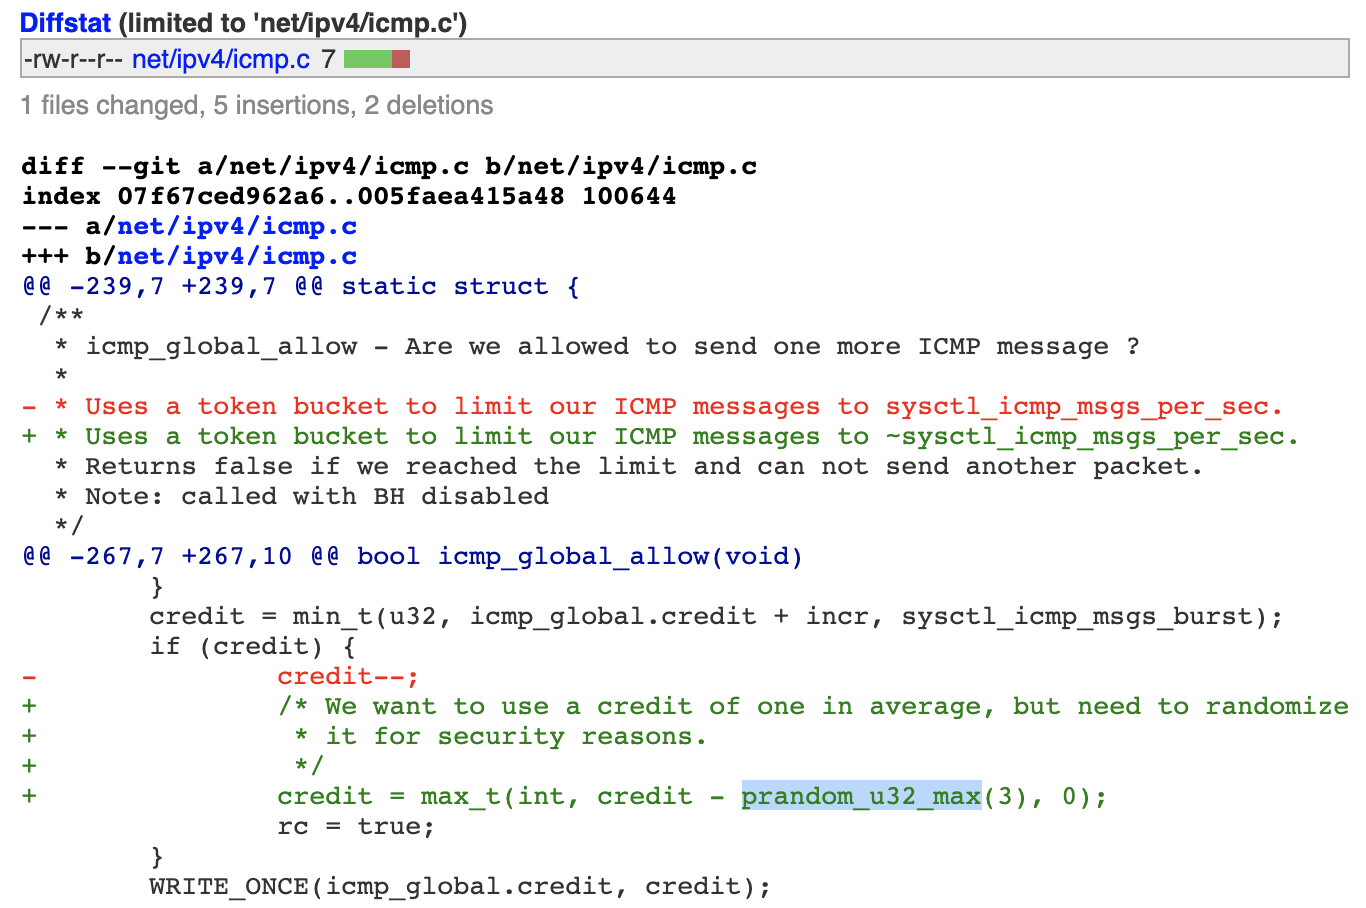 Diffstat (limited to 'net/ipv4/icmp.c')
-rw-r--r-- net/ipv4/icmp.c 7
1 files changed, 5 insertions, 2 deletions
diff --git a/net/ipv4/icmp.c b/net/ipv4/icmp.c
index 07f67ced962a6..005faea415a48 100644
--- a/net/ipv4/icmp.c
+++ b/net/ipv4/icmp.c
@@ -239,7 +239,7 @@ static struct {
 /**
  * icmp_global_allow - Are we allowed to send one more ICMP message ?
  *
- * Uses a token bucket to limit our ICMP messages to sysctl_icmp_msgs_per_sec.
+ * Uses a token bucket to limit our ICMP messages to ~sysctl_icmp_msgs_per_sec.
  * Returns false if we reached the limit and can not send another packet.
  * Note: called with BH disabled
  */
@@ -267,7 +267,10 @@ bool icmp_global_allow(void)
        }
        credit = min_t(u32, icmp_global.credit + incr, sysctl_icmp_msgs_burst);
        if (credit) {
-               credit--;
+               /* We want to use a credit of one in average, but need to randomize
+                * it for security reasons.
+                */
+               credit = max_t(int, credit - prandom_u32_max(3), 0);
                rc = true;
        }
        WRITE_ONCE(icmp_global.credit, credit);